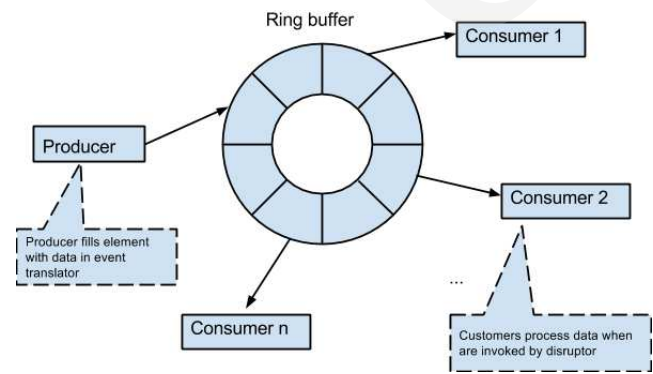 Ring buffer
Consumer 1
Producer
Consumer 2
Producer fills element
with data in event
translator
...
Consumer n
Customers process data when
are invoked by disruptor